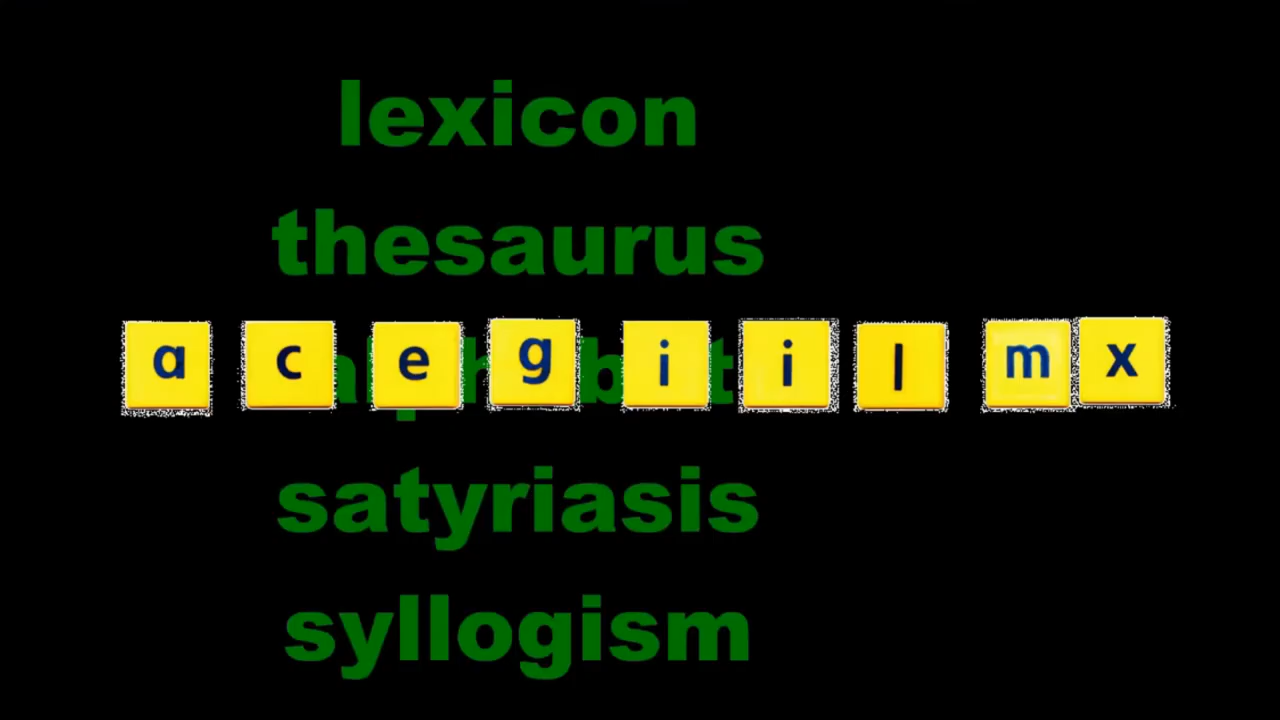 lexicon
thesaurus
a c e g i i l m x
satyriasis
syllogism